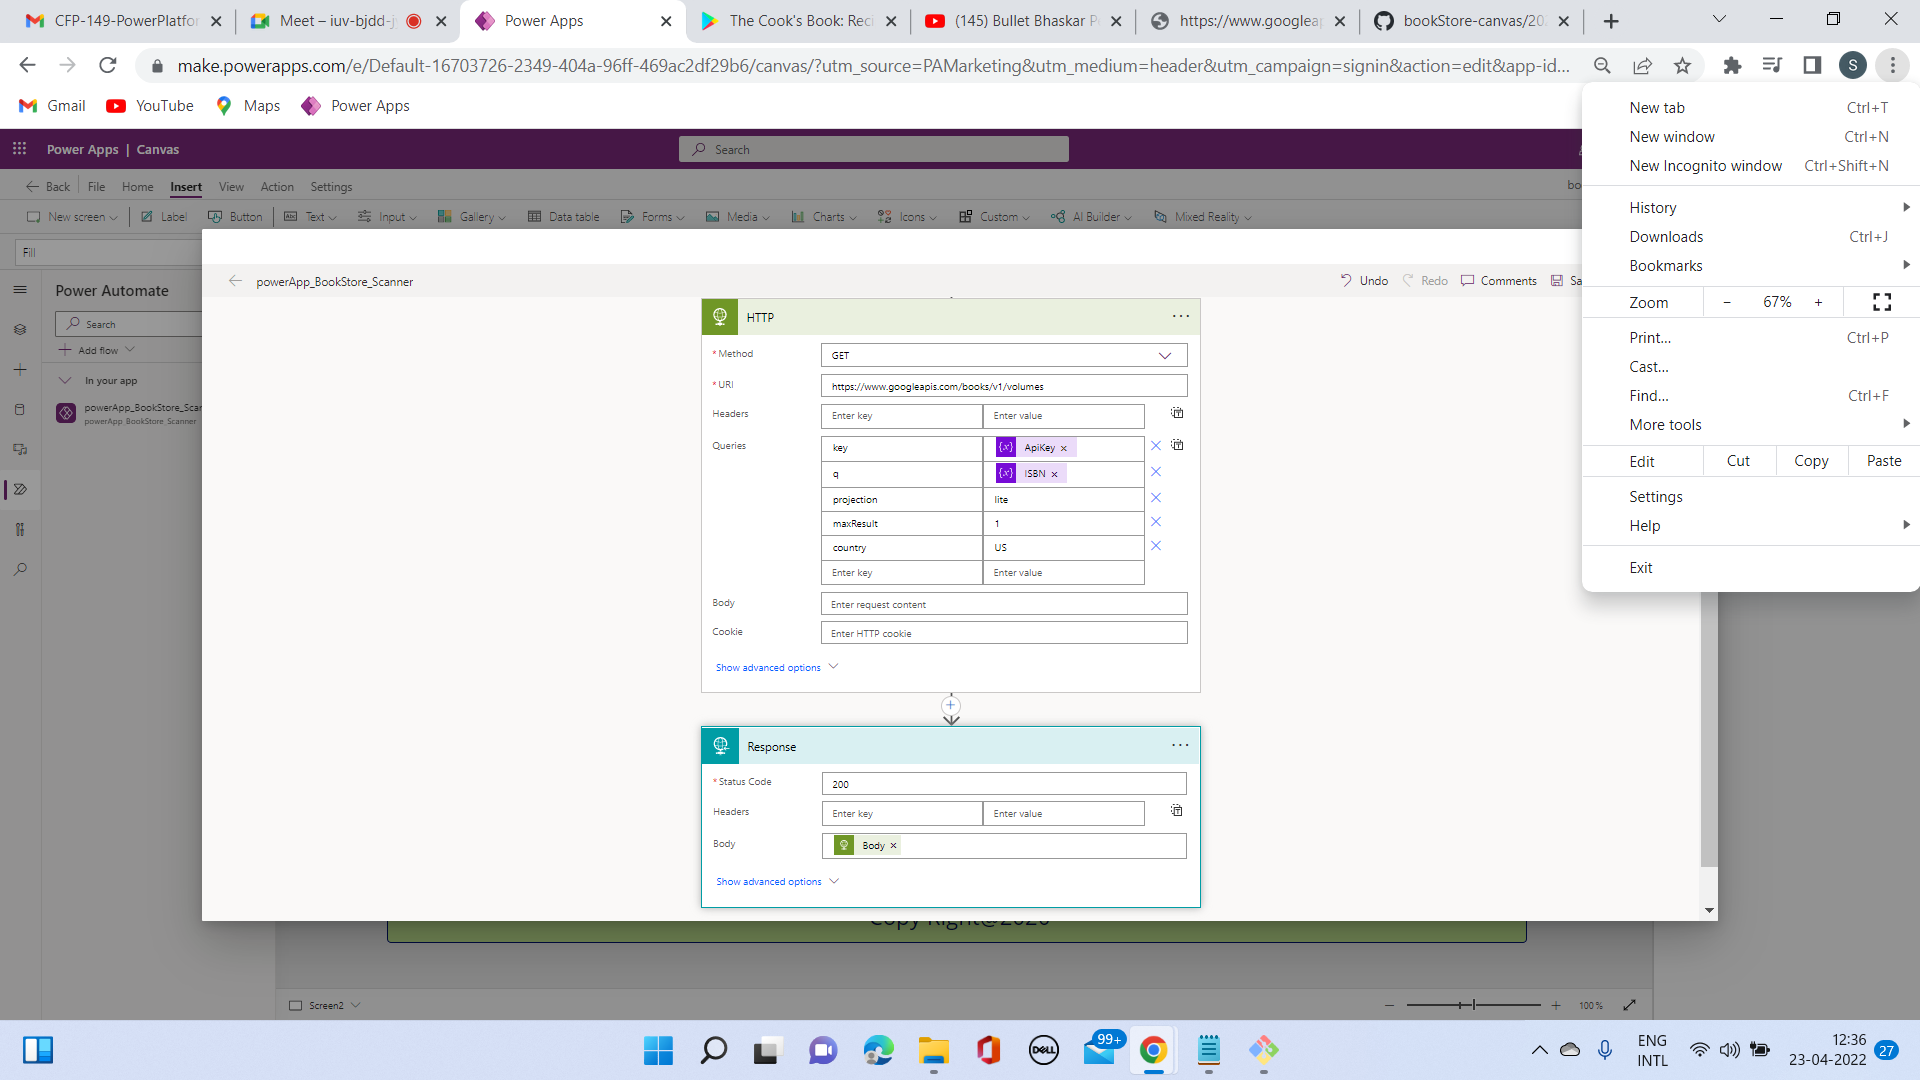 CFP-149-PowerPlatfor
Meet – iuv-bjdd-j
Power Apps
The Cook's Book: Reci
(145) Bullet Bhaskar P
https://www.googleap
bookStore-canvas/20
make.powerapps.com/e/Default-16703726-2349-404a-96ff-469ac2df29b6/canvas/?utm_source=PAMarketing&utm_medium=header&utm_campaign=signin&action=edit&app-id...
S
Gmail
YouTube
Maps
Power Apps
New tab Ctrl+T
New window Ctrl+N
New Incognito window Ctrl+Shift+N
History
Downloads Ctrl+J
Bookmarks
Zoom - 67% +
Print... Ctrl+P
Cast...
Find... Ctrl+F
More tools
Edit Cut Copy Paste
Settings
Help
Exit
Power Apps | Canvas
Search
Back File Home Insert View Action Settings
bo
New screen Label Button Text Input Gallery Data table Forms Media Charts Icons Custom AI Builder Mixed Reality
Fill
Power Automate
Search
Add flow
In your app
powerApp_BookStore_Scar
powerApp_BookStore_Scanner
powerApp_BookStore_Scanner
Undo Redo Comments Sa
HTTP
* Method GET
* URI https://www.googleapis.com/books/v1/volumes
Headers Enter key Enter value
Queries key {x} ApiKey ×
q {x} ISBN ×
projection lite
maxResult 1
country US
Enter key Enter value
Body Enter request content
Cookie Enter HTTP cookie
Show advanced options
Response
* Status Code 200
Headers Enter key Enter value
Body Body ×
Show advanced options
Screen2
100 %
DELL
99+
ENG
INTL
12:36
23-04-2022
27